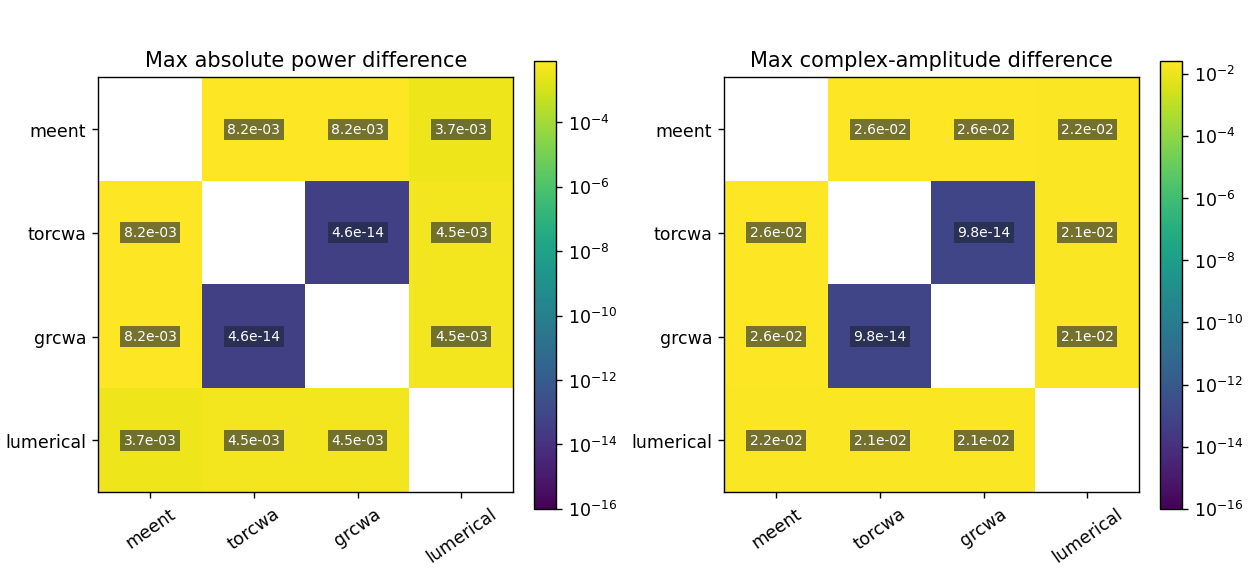 Max absolute power difference
meent
8.2e-03
8.2e-03
3.7e-03
torcwa
8.2e-03
4.6e-14
4.5e-03
grcwa
8.2e-03
4.6e-14
4.5e-03
lumerical
3.7e-03
4.5e-03
4.5e-03
meent
torcwa
grcwa
lumerical
10⁻⁴
10⁻⁶
10⁻⁸
10⁻¹⁰
10⁻¹²
10⁻¹⁴
10⁻¹⁶
Max complex-amplitude difference
meent
2.6e-02
2.6e-02
2.2e-02
torcwa
2.6e-02
9.8e-14
2.1e-02
grcwa
2.6e-02
9.8e-14
2.1e-02
lumerical
2.2e-02
2.1e-02
2.1e-02
meent
torcwa
grcwa
lumerical
10⁻²
10⁻⁴
10⁻⁶
10⁻⁸
10⁻¹⁰
10⁻¹²
10⁻¹⁴
10⁻¹⁶